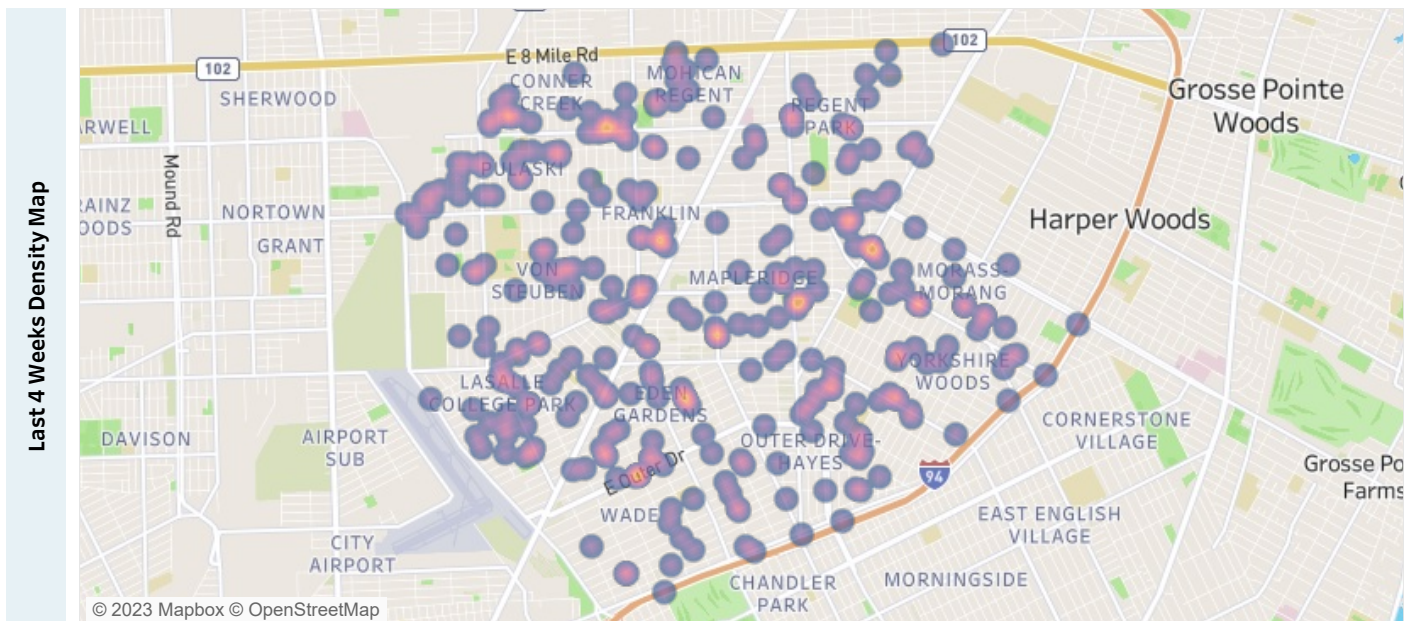 Last 4 Weeks Density Map
102
E 8 Mile Rd
102
CONNER
CREEK
MOHICAN
REGENT
SHERWOOD
Grosse Pointe
Woods
REGENT
PARK
ARWELL
Mound Rd
PULASKI
RAINZ
OODS
NORTOWN
FRANKLIN
Harper Woods
GRANT
VON
STEUBEN
MAPLERIDGE
MORASS-
MORANG
YORKSHIRE
WOODS
LASALLE
COLLEGE PARK
EDEN
GARDENS
CORNERSTONE
VILLAGE
DAVISON
AIRPORT
SUB
OUTER DRIVE-
HAYES
E Outer Dr
94
Grosse Po
Farms
WADE
EAST ENGLISH
VILLAGE
CITY
AIRPORT
CHANDLER
PARK
MORNINGSIDE
© 2023 Mapbox © OpenStreetMap